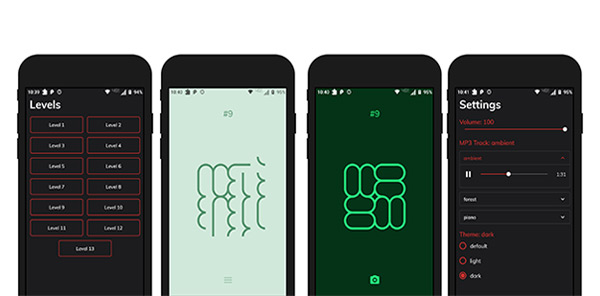 10:39 94%
Levels
Level 1 Level 2
Level 3 Level 4
Level 5 Level 6
Level 7 Level 8
Level 9 Level 10
Level 11 Level 12
Level 13
10:40 95%
#9
10:40 95%
#9
10:41 96%
Settings
Volume: 100
MP3 Track: ambient
ambient
1:31
forest
piano
Theme: dark
default
light
dark